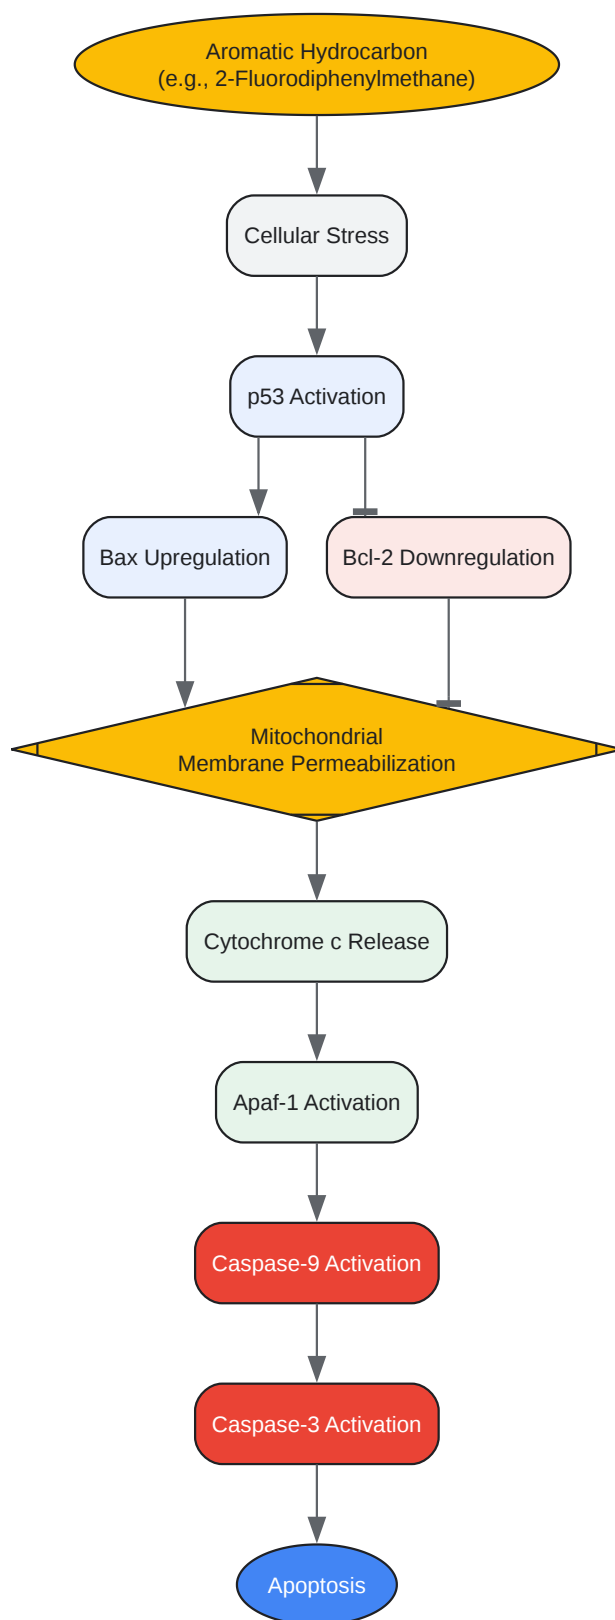 Aromatic Hydrocarbon
(e.g., 2-Fluorodiphenylmethane)
Cellular Stress
p53 Activation
Bax Upregulation
Bcl-2 Downregulation
Mitochondrial
Membrane Permeabilization
Cytochrome c Release
Apaf-1 Activation
Caspase-9 Activation
Caspase-3 Activation
Apoptosis